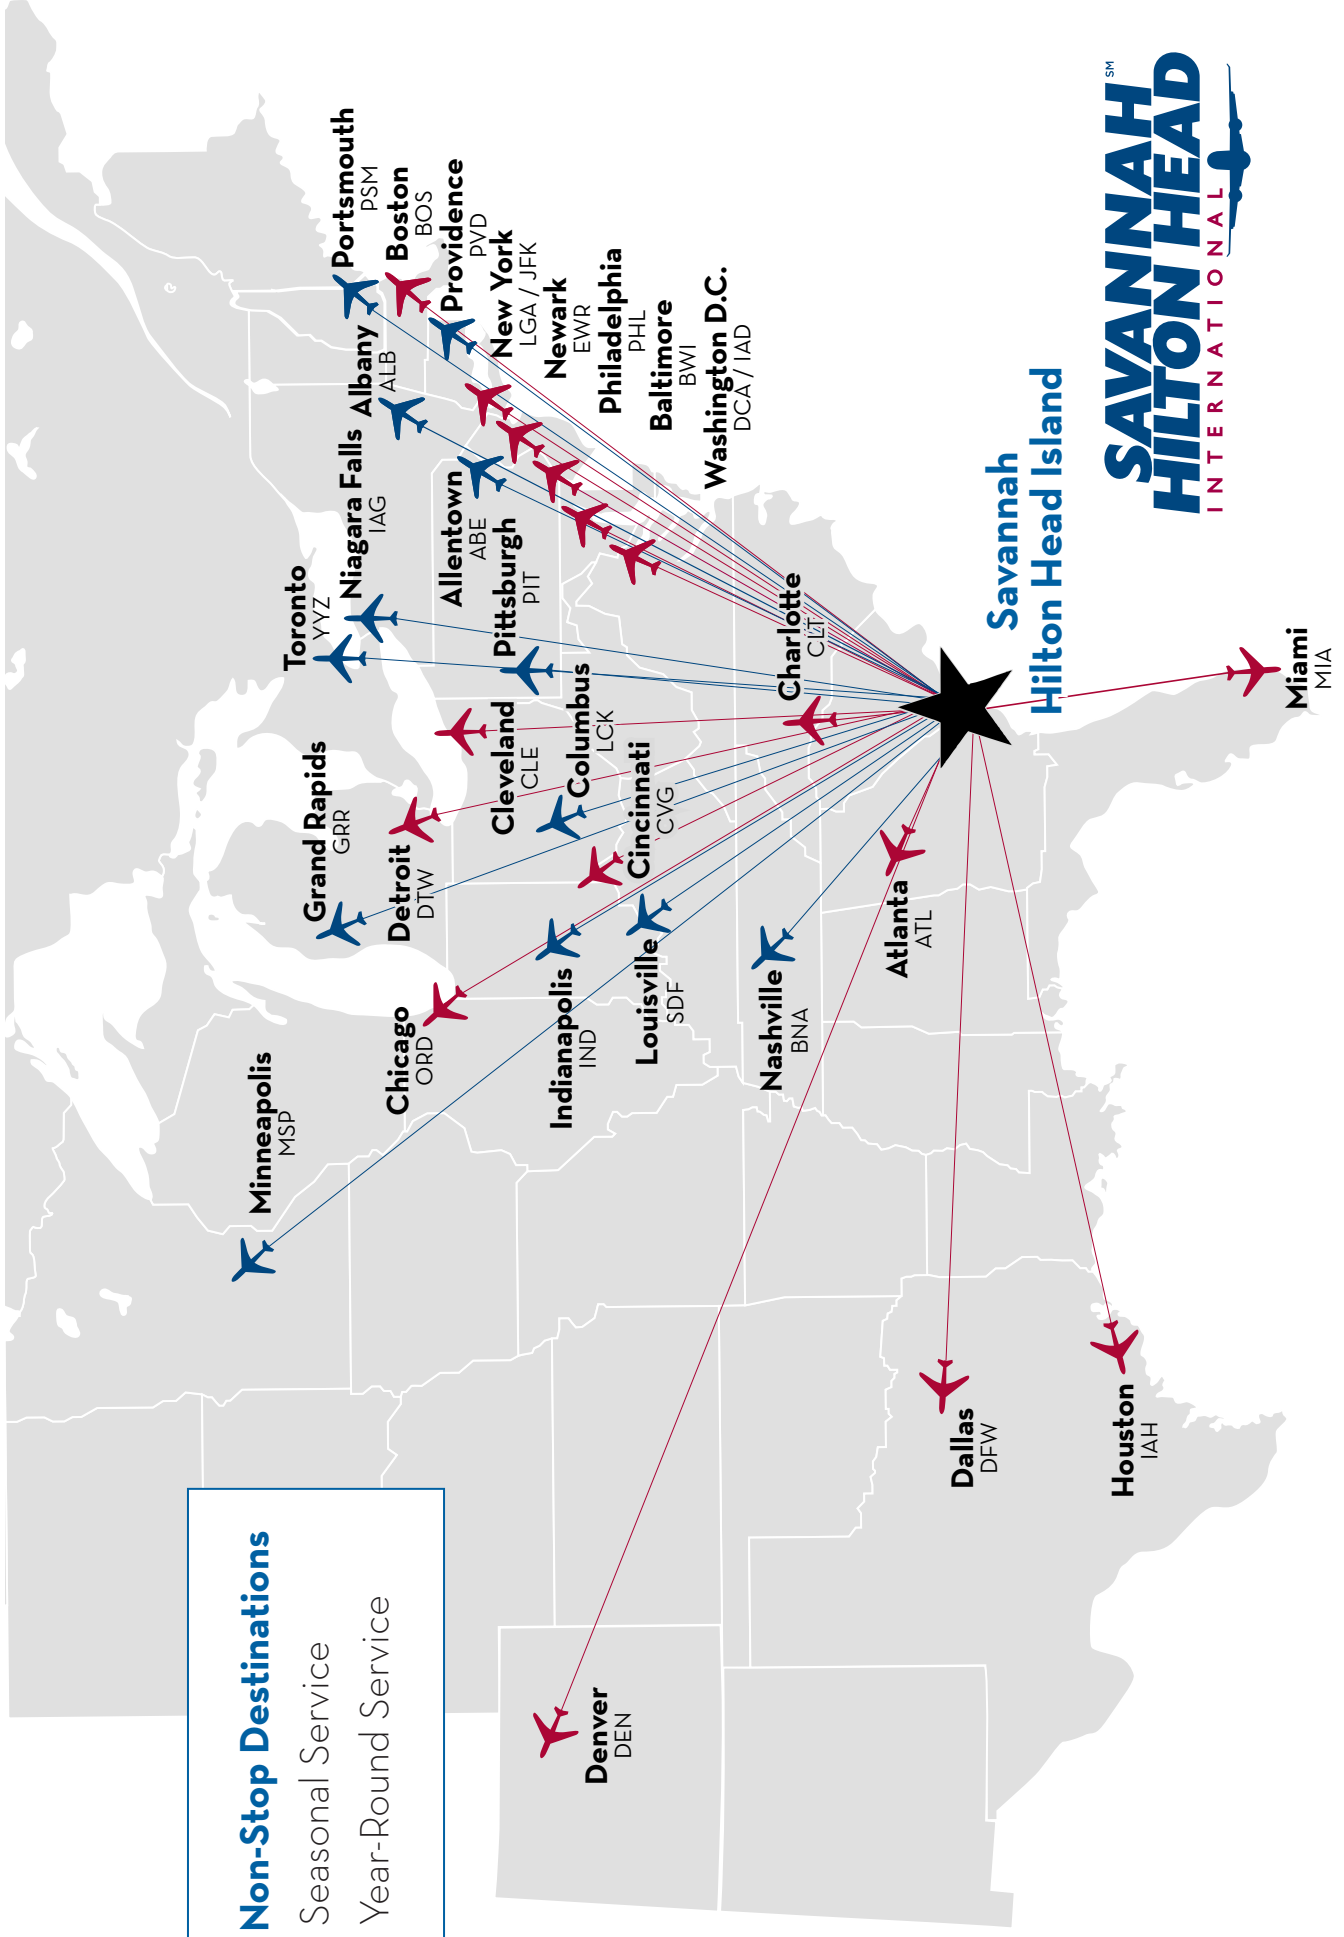 Non-Stop Destinations
Seasonal Service
Year-Round Service
Minneapolis
MSP
Grand Rapids
GRR
Toronto
YYZ
Niagara Falls
IAG
Albany
ALB
Portsmouth
PSM
Boston
BOS
Providence
PVD
New York
LGA / JFK
Newark
EWR
Philadelphia
PHL
Baltimore
BWI
Washington D.C.
DCA / IAD
Chicago
ORD
Detroit
DTW
Cleveland
CLE
Allentown
ABE
Pittsburgh
PIT
Columbus
LCK
Cincinnati
CVG
Indianapolis
IND
Louisville
SDF
Denver
DEN
Nashville
BNA
Charlotte
CLT
Atlanta
ATL
Dallas
DFW
Houston
IAH
Savannah
Hilton Head Island
Miami
MIA
SAVANNAH℠
HILTON HEAD
INTERNATIONAL